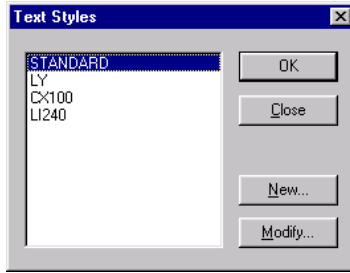 Text Styles
STANDARD
LY
CX100
LI240
OK
Close
New...
Modify...